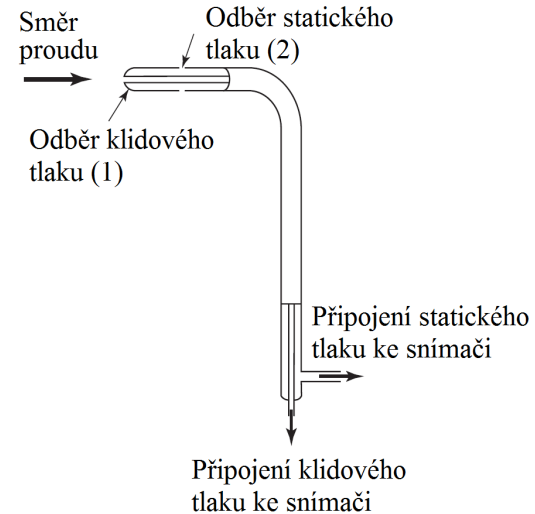 Směr
proudu
Odběr statického
tlaku (2)
Odběr klidového
tlaku (1)
Připojení statického
tlaku ke snímači
Připojení klidového
tlaku ke snímači